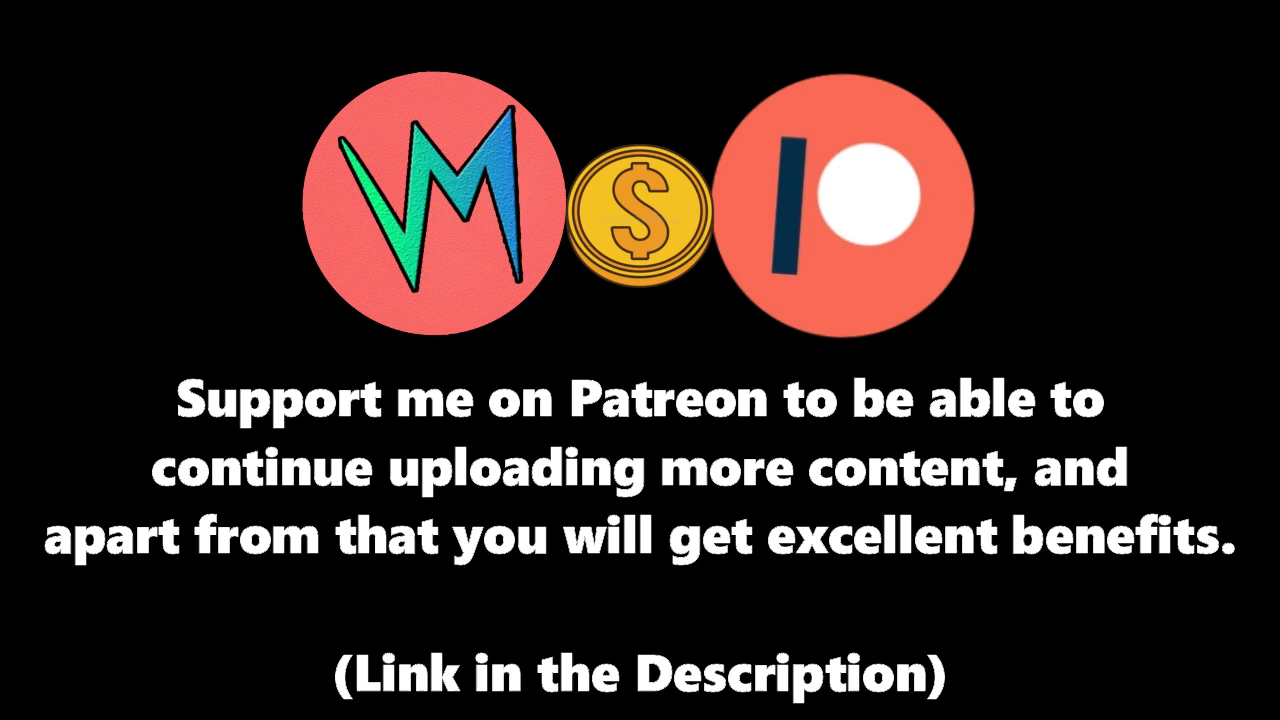 VM
$
Support me on Patreon to be able to
continue uploading more content, and
apart from that you will get excellent benefits.
(Link in the Description)